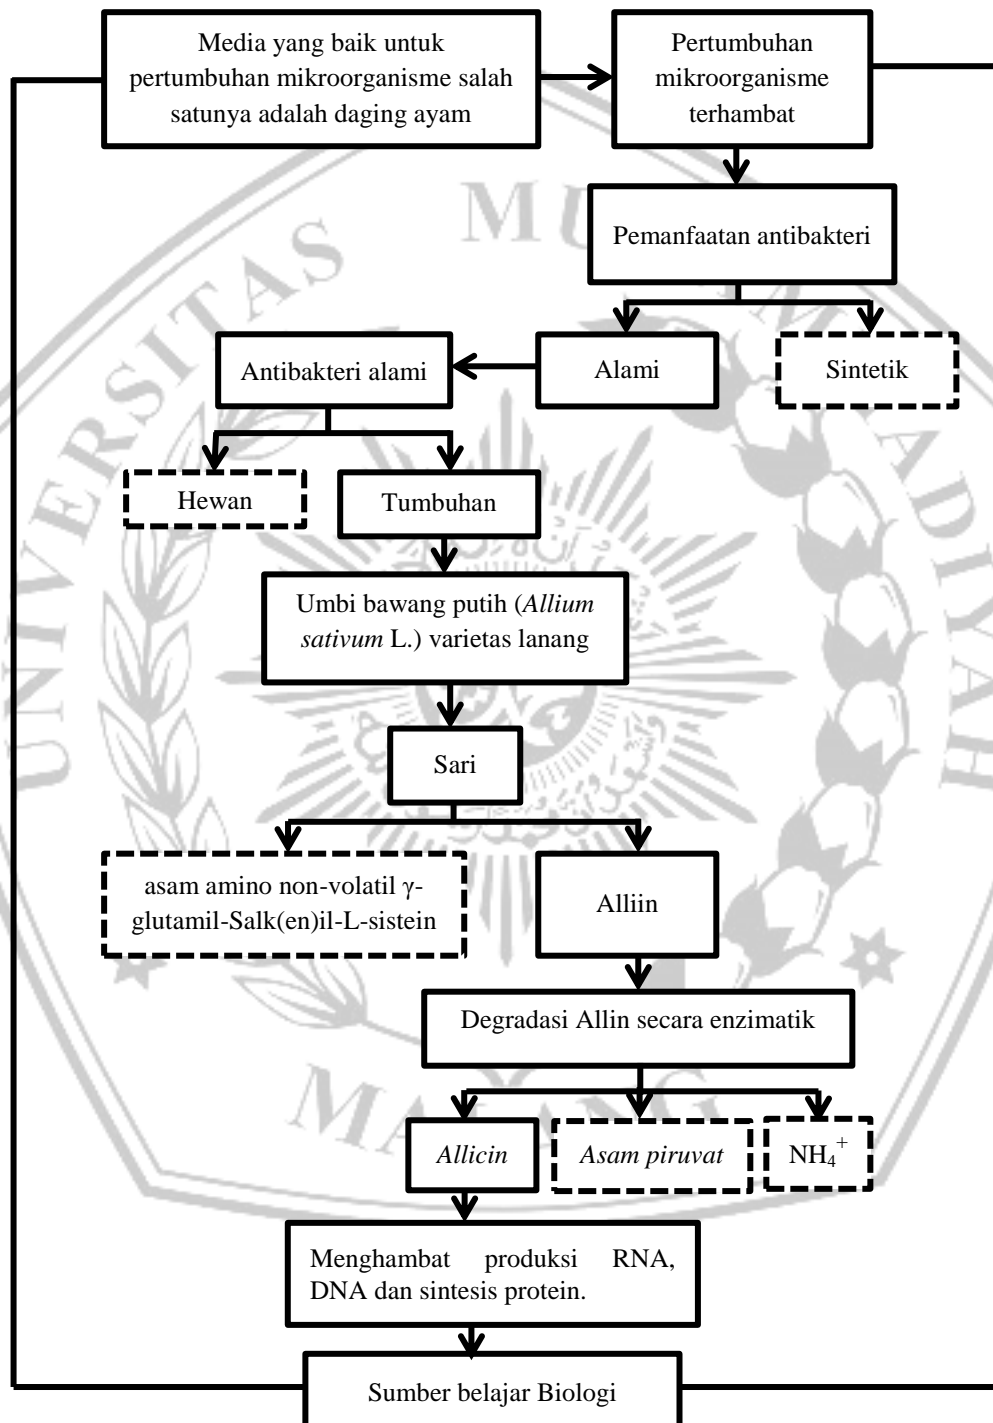 Media yang baik untuk
pertumbuhan mikroorganisme salah
satunya adalah daging ayam
Pertumbuhan
mikroorganisme
terhambat
Pemanfaatan antibakteri
Antibakteri alami
Alami
Sintetik
Hewan
Tumbuhan
Umbi bawang putih (Allium
sativum L.) varietas lanang
Sari
asam amino non-volatil γ-
glutamil-Salk(en)il-L-sistein
Alliin
Degradasi Allin secara enzimatik
Allicin
Asam piruvat
NH₄⁺
Menghambat produksi RNA,
DNA dan sintesis protein.
Sumber belajar Biologi
UNIVERSITAS
MALANG